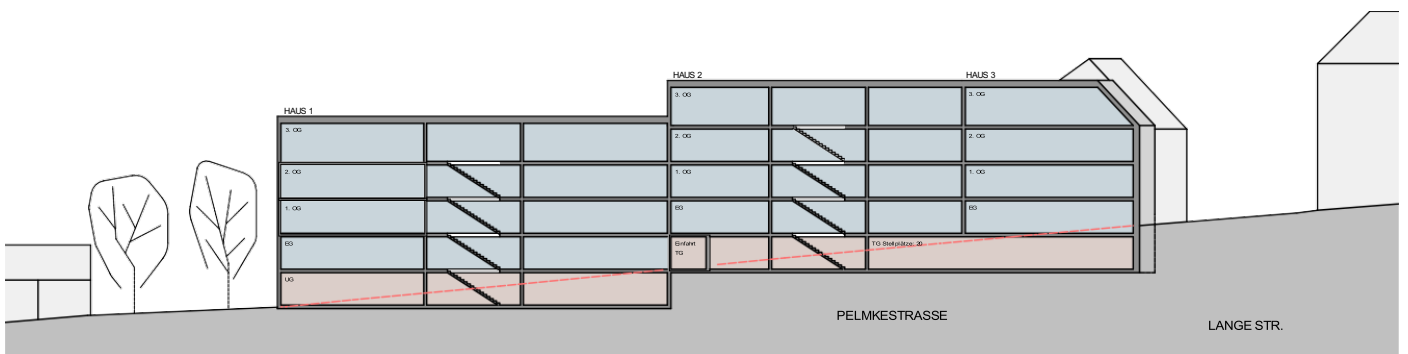 HAUS 2
HAUS 3
HAUS 1
3. OG
3. OG
3. OG
2. OG
2. OG
2. OG
1. OG
1. OG
1. OG
EG
EG
EG
Einfahrt
TG
TG Stellplätze: 20
UG
PELMKESTRASSE
LANGE STR.